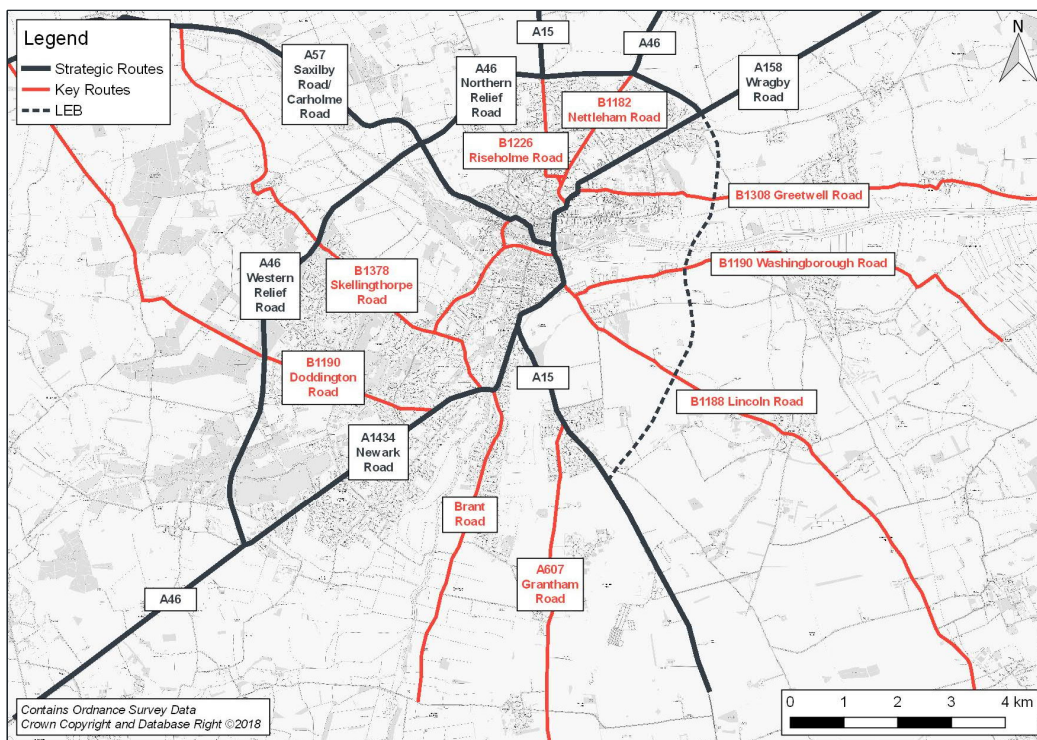 Legend
Strategic Routes
Key Routes
LEB
A57
Saxilby
Road/
Carholme
Road
A46
Northern
Relief
Road
A15
A46
A158
Wragby
Road
N
B1182
Nettleham Road
B1226
Riseholme Road
B1308 Greetwell Road
A46
Western
Relief
Road
B1378
Skellingthorpe
Road
B1190 Washingborough Road
B1190
Doddington
Road
A15
B1188 Lincoln Road
A1434
Newark
Road
Brant
Road
A607
Grantham
Road
A46
Contains Ordnance Survey Data
Crown Copyright and Database Right ©2018
0 1 2 3 4 km